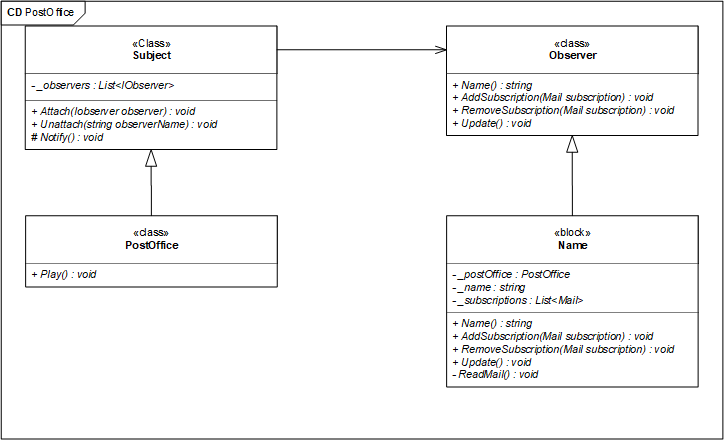 CD PostOffice
«Class»
Subject
- _observers : List<IObserver>
+ Attach(Iobserver observer) : void
+ Unattach(string observerName) : void
# Notify() : void
«class»
Observer
+ Name() : string
+ AddSubscription(Mail subscription) : void
+ RemoveSubscription(Mail subscription) : void
+ Update() : void
«class»
PostOffice
+ Play() : void
«block»
Name
- _postOffice : PostOffice
- _name : string
- _subscriptions : List<Mail>
+ Name() : string
+ AddSubscription(Mail subscription) : void
+ RemoveSubscription(Mail subscription) : void
+ Update() : void
- ReadMail() : void